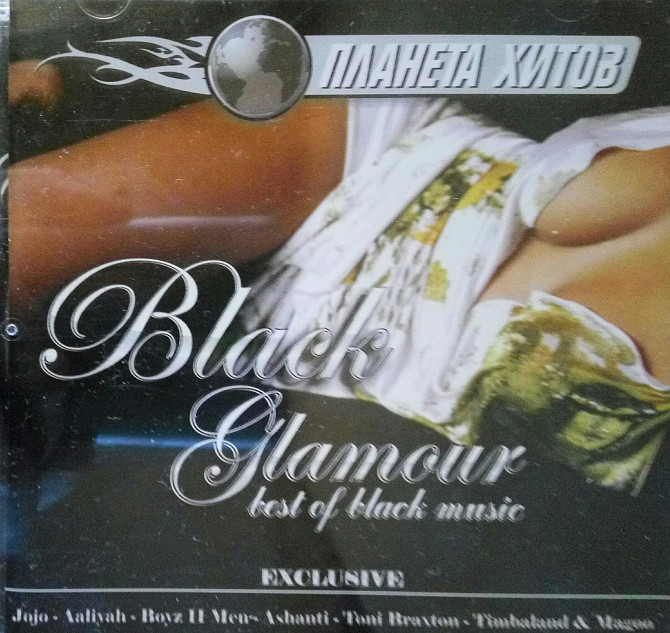 ПЛАНЕТА ХИТОВ
Black
Glamour
best of black music
EXCLUSIVE
Jojo - Aaliyah - Boyz II Men- Ashanti - Toni Braxton - Timbaland & Magoo